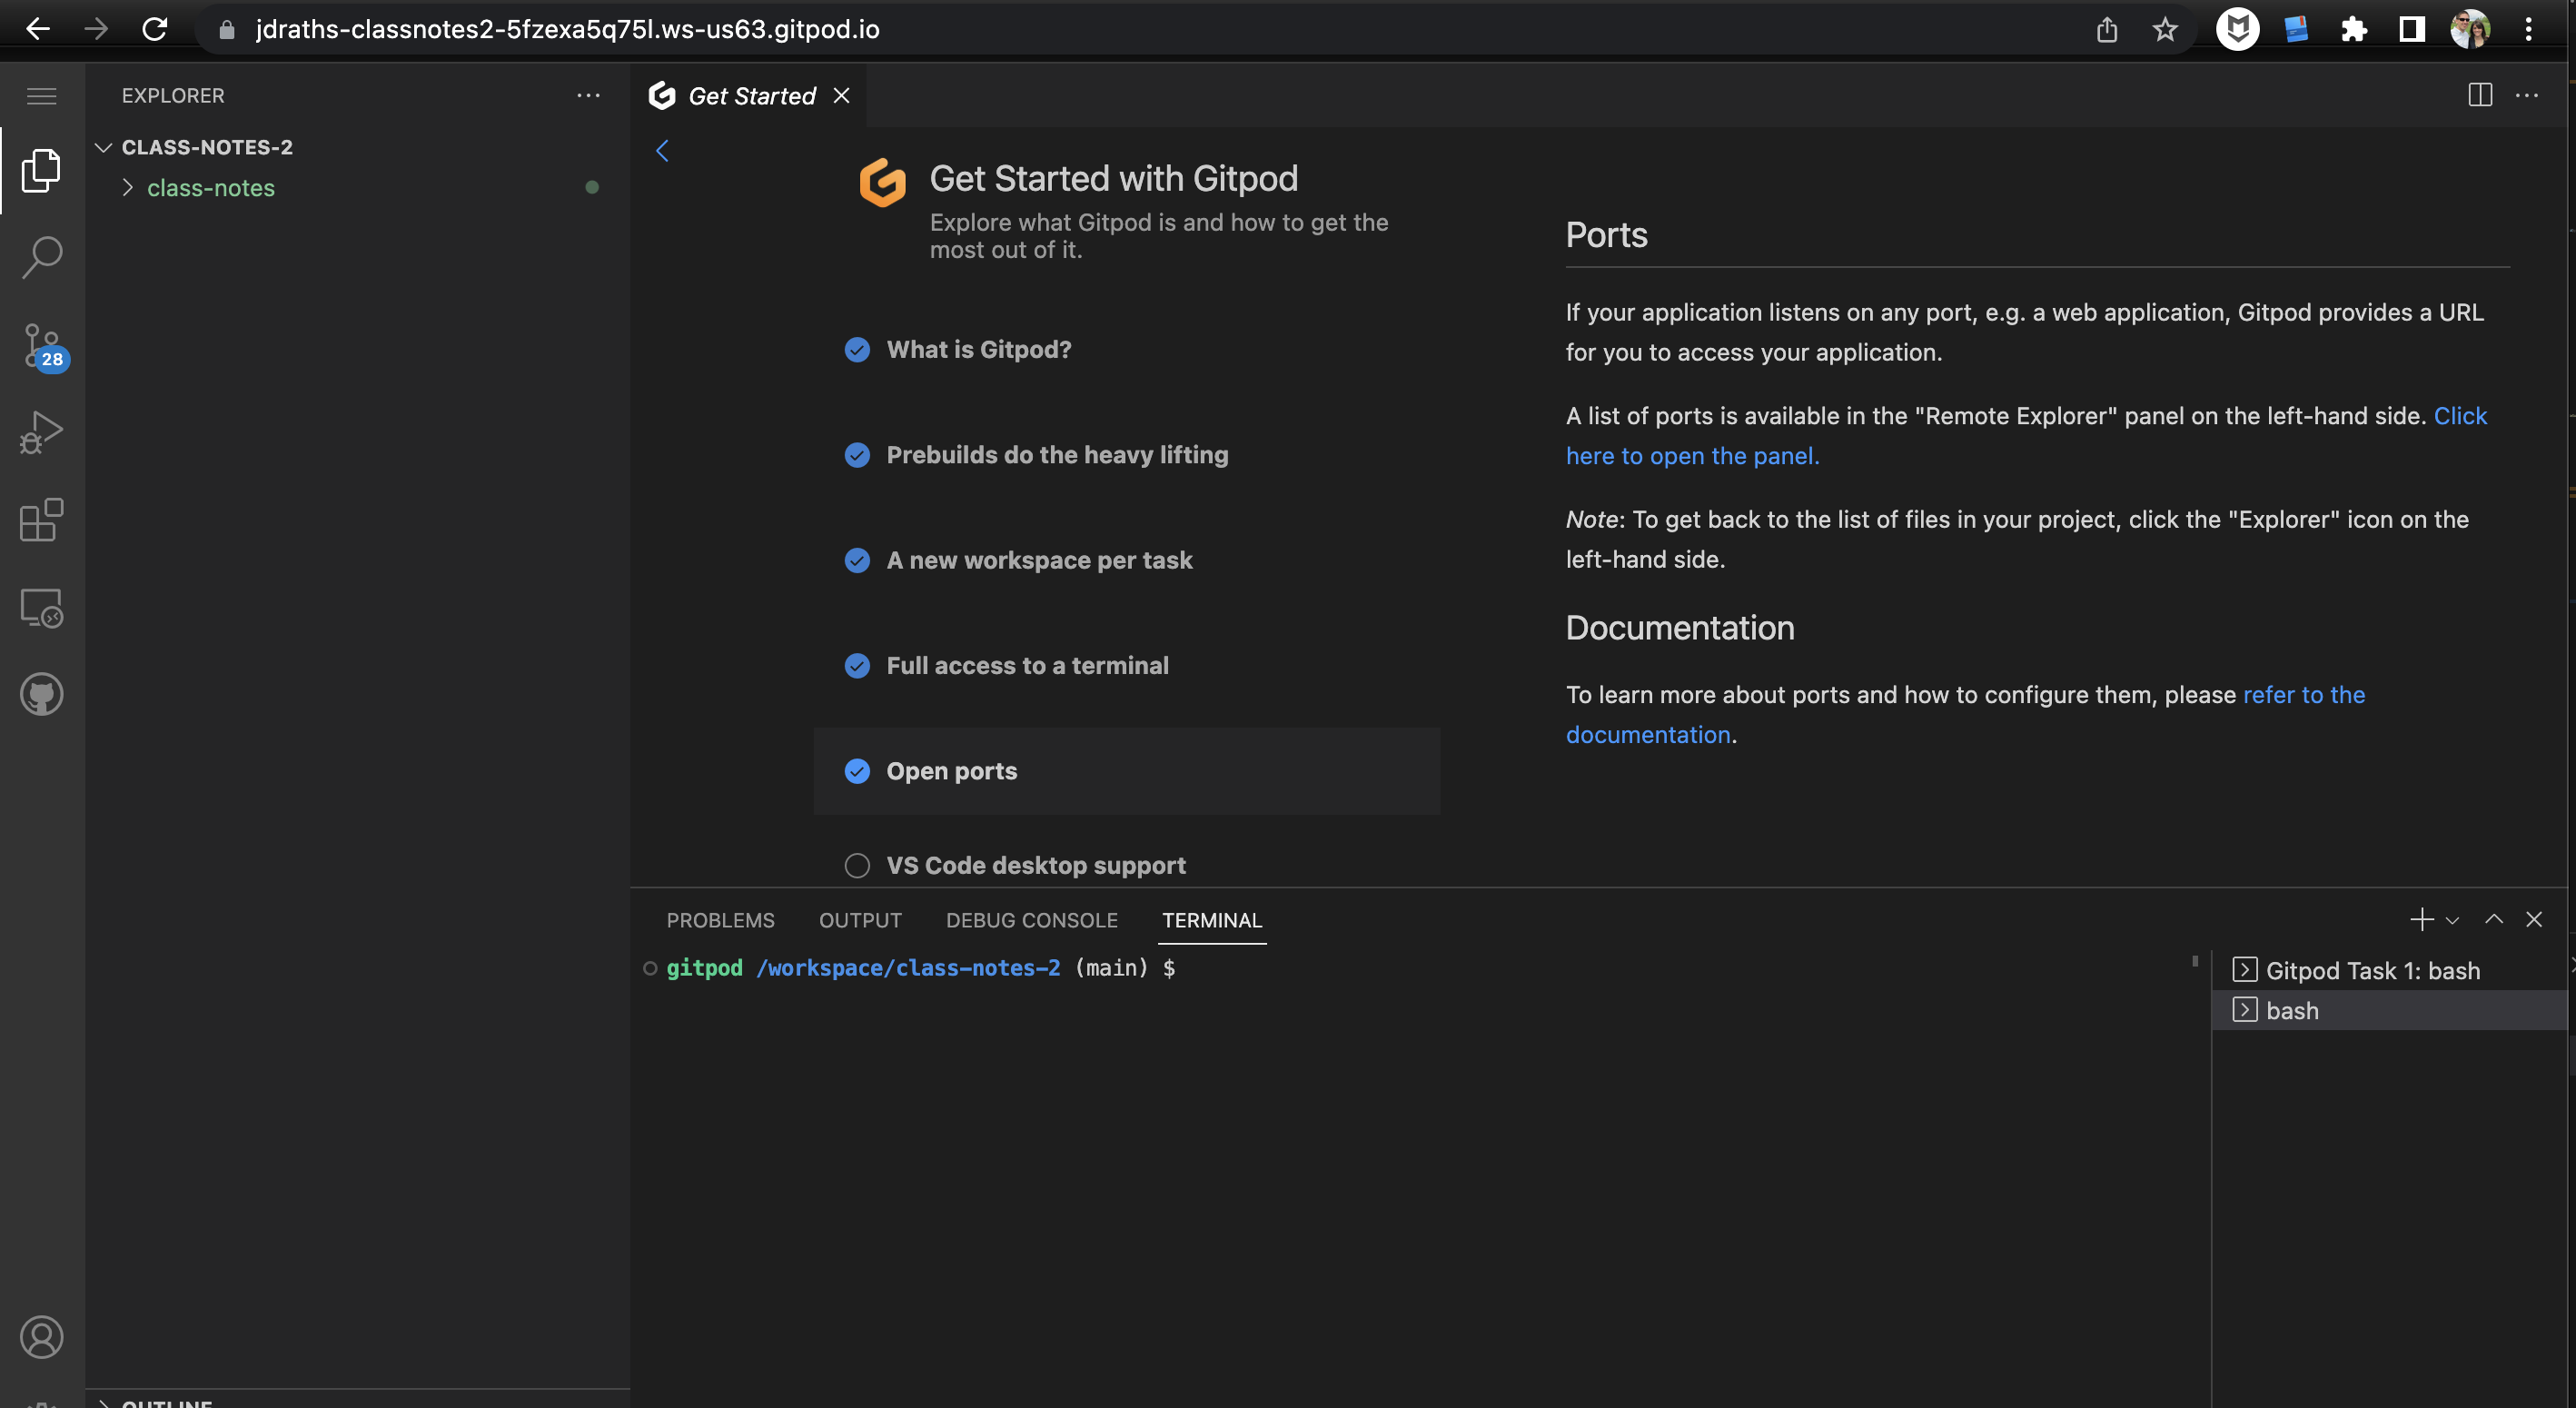 jdraths-classnotes2-5fzexa5q75l.ws-us63.gitpod.io
EXPLORER
CLASS-NOTES-2
class-notes
28
Get Started
Get Started with Gitpod
Explore what Gitpod is and how to get the
most out of it.
What is Gitpod?
Prebuilds do the heavy lifting
A new workspace per task
Full access to a terminal
Open ports
VS Code desktop support
Ports
If your application listens on any port, e.g. a web application, Gitpod provides a URL
for you to access your application.
A list of ports is available in the "Remote Explorer" panel on the left-hand side. Click
here to open the panel.
Note: To get back to the list of files in your project, click the "Explorer" icon on the
left-hand side.
Documentation
To learn more about ports and how to configure them, please refer to the
documentation.
PROBLEMS OUTPUT DEBUG CONSOLE TERMINAL
gitpod /workspace/class-notes-2 (main) $
Gitpod Task 1: bash
bash
OUTLINE